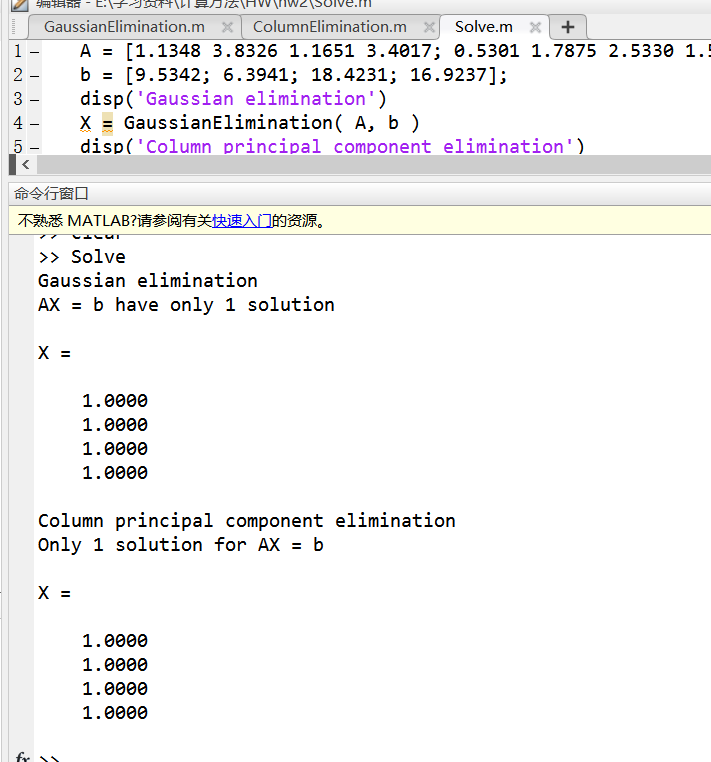 编辑器 - E:\学习资料\计算方法\HW\hw2\Solve.m
GaussianElimination.m ColumnElimination.m Solve.m
1 A = [1.1348 3.8326 1.1651 3.4017; 0.5301 1.7875 2.5330 1.5
2 b = [9.5342; 6.3941; 18.4231; 16.9237];
3 disp('Gaussian elimination')
4 X = GaussianElimination( A, b )
5 disp('Column principal component elimination')
命令行窗口
不熟悉 MATLAB?请参阅有关快速入门的资源。
>> clear
>> Solve
Gaussian elimination
AX = b have only 1 solution
X =
1.0000
1.0000
1.0000
1.0000
Column principal component elimination
Only 1 solution for AX = b
X =
1.0000
1.0000
1.0000
1.0000
fx >>